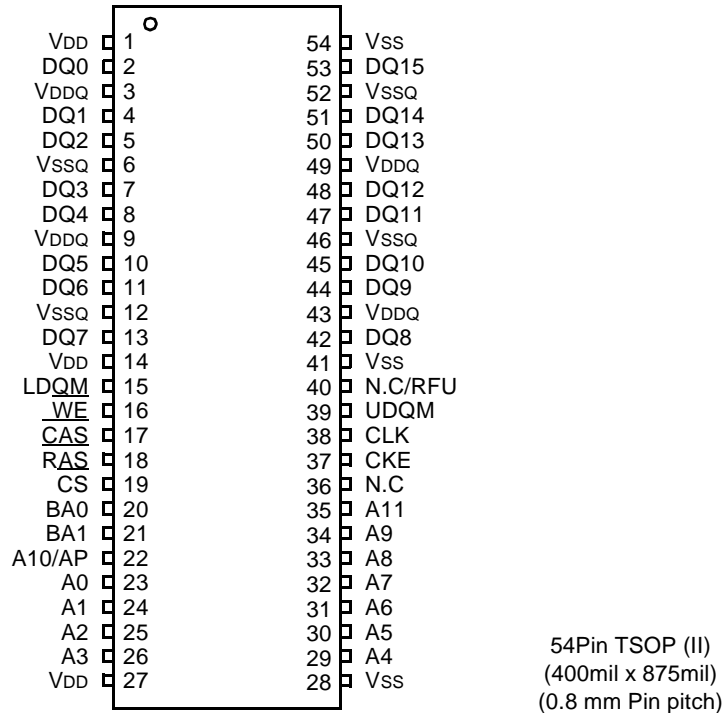 VDD 1 54 VSS
DQ0 2 53 DQ15
VDDQ 3 52 VSSQ
DQ1 4 51 DQ14
DQ2 5 50 DQ13
VSSQ 6 49 VDDQ
DQ3 7 48 DQ12
DQ4 8 47 DQ11
VDDQ 9 46 VSSQ
DQ5 10 45 DQ10
DQ6 11 44 DQ9
VSSQ 12 43 VDDQ
DQ7 13 42 DQ8
VDD 14 41 VSS
LDQM 15 40 N.C/RFU
WE 16 39 UDQM
CAS 17 38 CLK
RAS 18 37 CKE
CS 19 36 N.C
BA0 20 35 A11
BA1 21 34 A9
A10/AP 22 33 A8
A0 23 32 A7
A1 24 31 A6
A2 25 30 A5
A3 26 29 A4
VDD 27 28 VSS
54Pin TSOP (II)
(400mil x 875mil)
(0.8 mm Pin pitch)